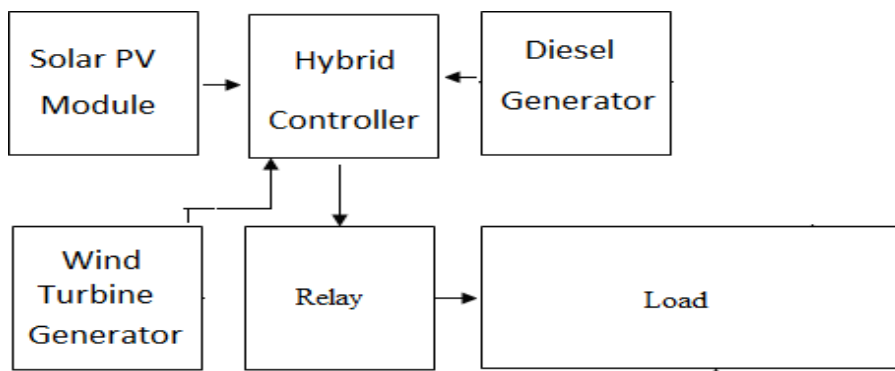 Solar PV
Module
Hybrid
Controller
Diesel
Generator
Wind
Turbine
Generator
Relay
Load